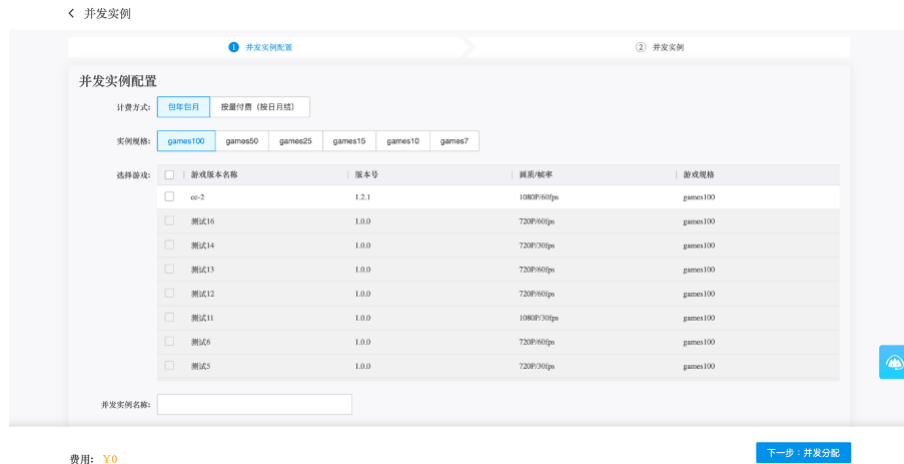 并发实例
1 并发实例配置 2 并发实例
并发实例配置
计费方式: 包年包月 按量付费（按日月结）
实例规格: games100 games50 games25 games15 games10 games7
选择游戏: 游戏版本名称 版本号 画质/帧率 游戏规格
cc-2 1.2.1 1080P/60fps games100
测试16 1.0.0 720P/60fps games100
测试14 1.0.0 720P/30fps games100
测试13 1.0.0 720P/60fps games100
测试12 1.0.0 720P/60fps games100
测试11 1.0.0 1080P/30fps games100
测试6 1.0.0 720P/60fps games100
测试5 1.0.0 720P/30fps games100
并发实例名称:
费用: ￥0 下一步：并发分配